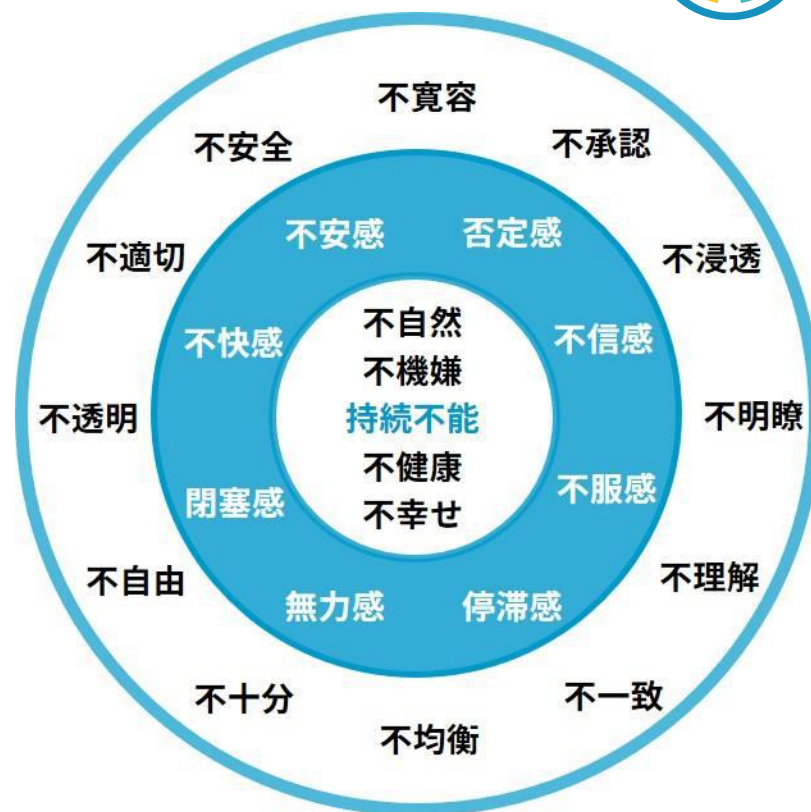 不寛容
不安全
不承認
不安感
否定感
不適切
不浸透
不自然
不快感
不信感
不機嫌
不透明
持続不能
不明瞭
不健康
閉塞感
不服感
不幸せ
不自由
不理解
無力感
停滞感
不十分
不一致
不均衡